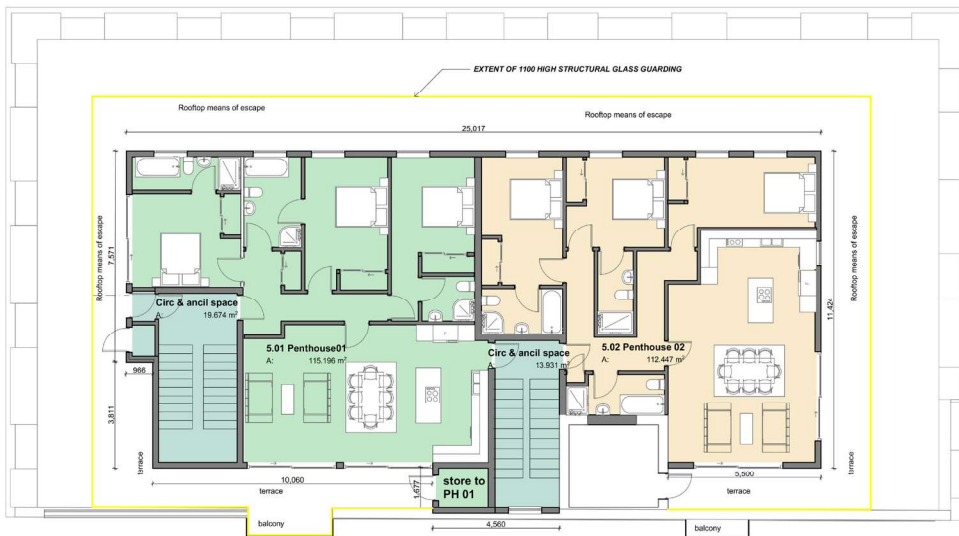 EXTENT OF 1100 HIGH STRUCTURAL GLASS GUARDING
Rooftop means of escape
Rooftop means of escape
25,017
Rooftop means of escape
7,571
Rooftop means of escape
11,424
Circ & ancil space
A: 19.674 m²
5.01 Penthouse01
A: 115.196 m²
Circ & ancil space
A: 13.931 m²
5.02 Penthouse 02
A: 112.447 m²
966
3,811
terrace
10,060
terrace
1,677
store to
PH 01
5,500
terrace
terrace
balcony
4,560
balcony